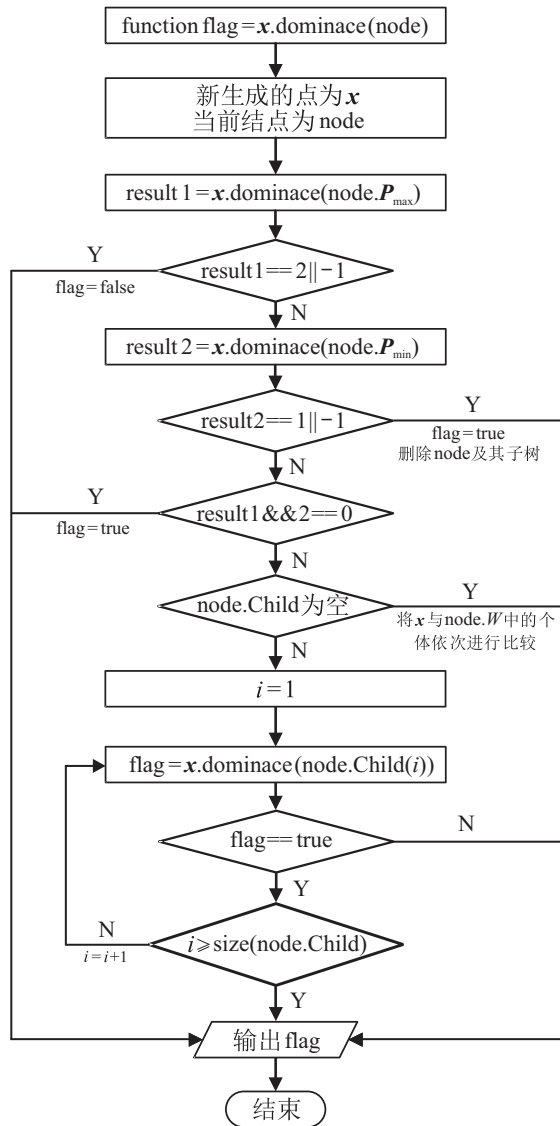 function flag=x.dominace(node)
新生成的点为x
当前结点为node
result 1=x.dominace(node.Pmax)
Y
flag=false
result1==2||-1
N
result 2=x.dominace(node.Pmin)
result2==1||-1
Y
flag=true
删除node及其子树
N
Y
flag=true
result1&&2==0
N
node.Child为空
Y
将x与node.W中的个
体依次进行比较
N
i=1
flag=x.dominace(node.Child(i))
flag==true
N
Y
N
i=i+1
i⩾size(node.Child)
Y
输出flag
结束